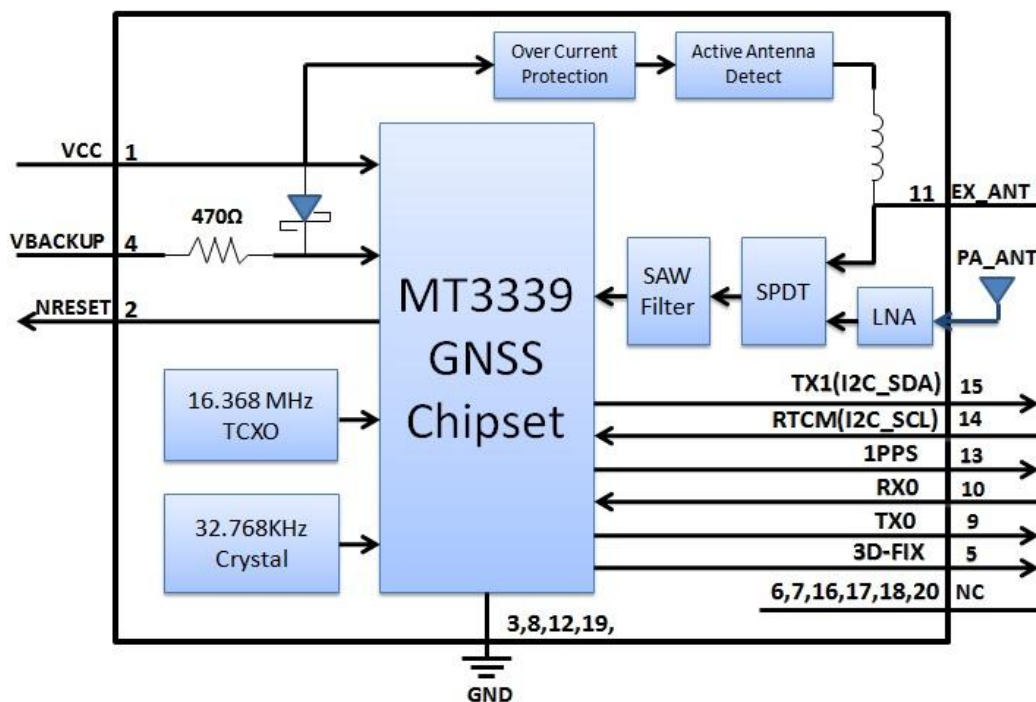 Over Current
Protection
Active Antenna
Detect
VCC 1
11 EX_ANT
470Ω
VBACKUP 4
PA_ANT
MT3339
GNSS
Chipset
SAW
Filter
SPDT
LNA
NRESET 2
16.368 MHz
TCXO
32.768KHz
Crystal
TX1(I2C_SDA) 15
RTCM(I2C_SCL) 14
1PPS 13
RX0 10
TX0 9
3D-FIX 5
6,7,16,17,18,20 NC
3,8,12,19,
GND